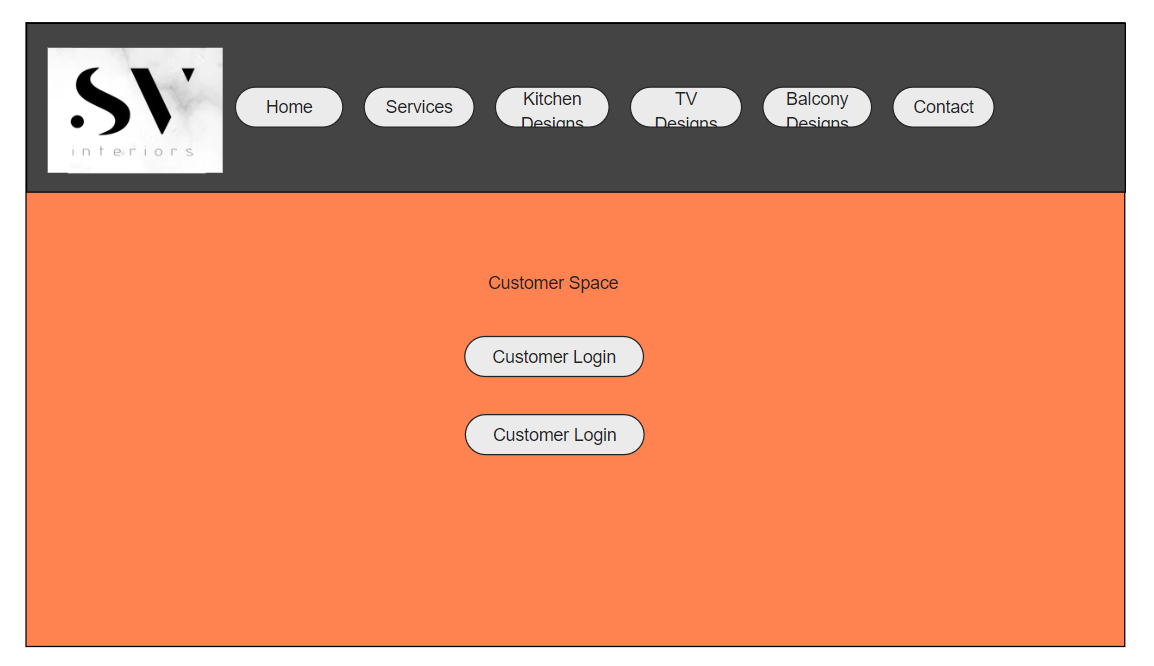 .SV
interiors
Home
Services
Kitchen
Designs
TV
Designs
Balcony
Designs
Contact
Customer Space
Customer Login
Customer Login